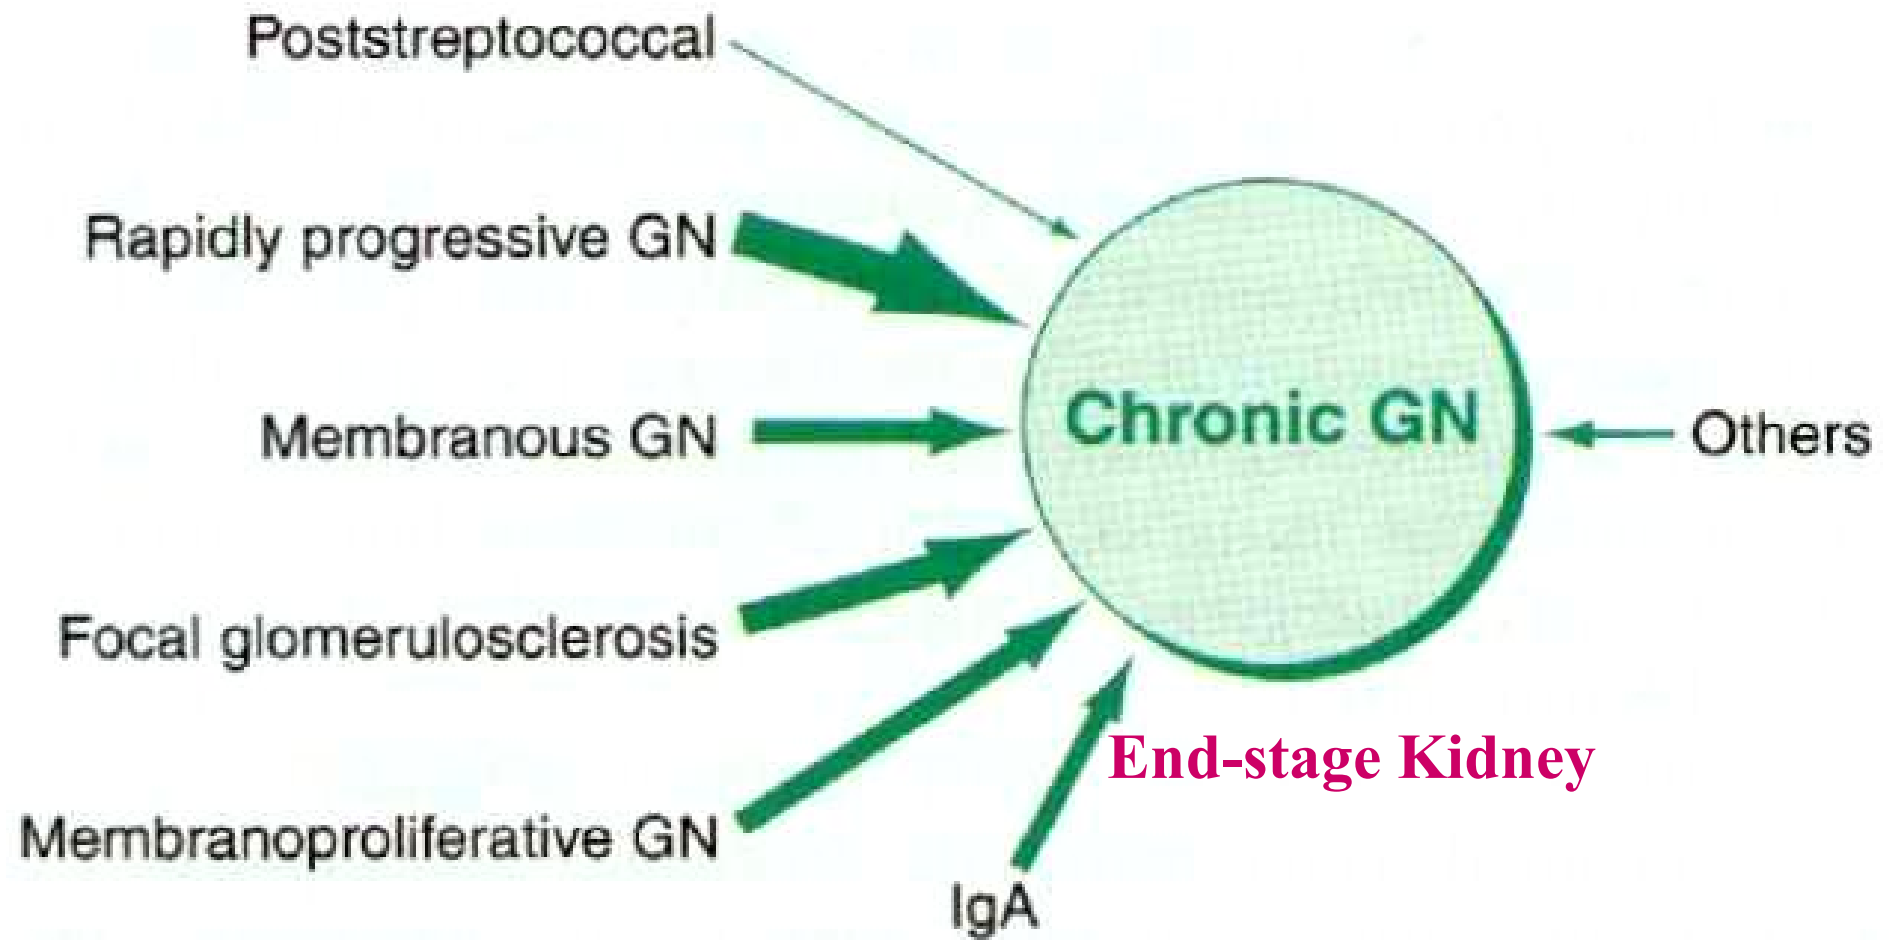 Poststreptococcal
Rapidly progressive GN
Membranous GN
Chronic GN
Others
Focal glomerulosclerosis
End-stage Kidney
Membranoproliferative GN
IgA